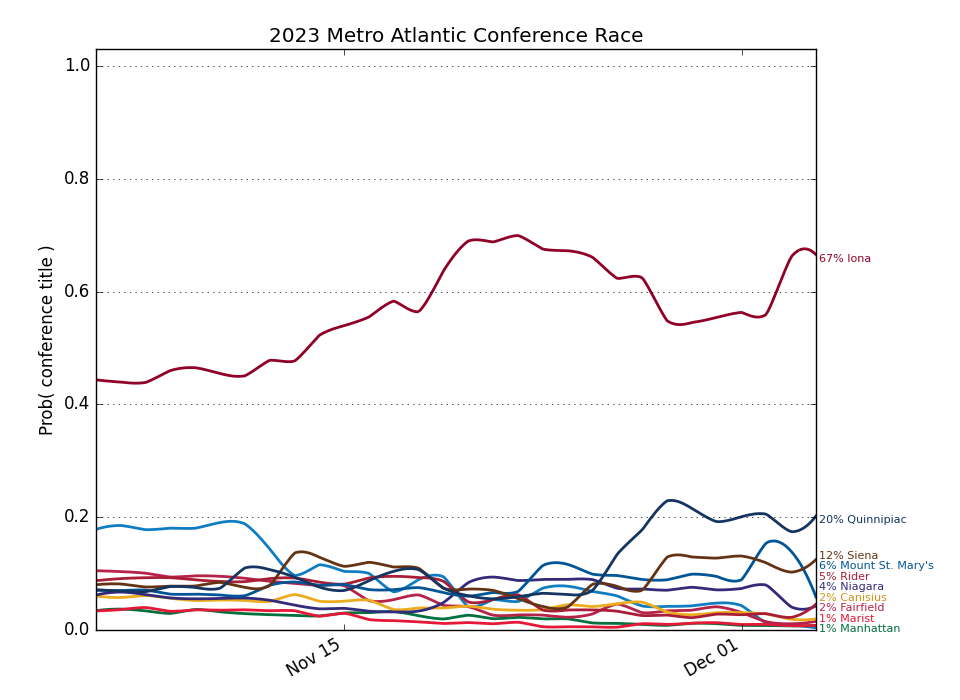 2023 Metro Atlantic Conference Race
1.0
0.8
0.6
0.4
0.2
0.0
Prob( conference title )
Nov 15
Dec 01
67% Iona
20% Quinnipiac
12% Siena
6% Mount St. Mary's
5% Rider
4% Niagara
2% Canisius
2% Fairfield
1% Marist
1% Manhattan